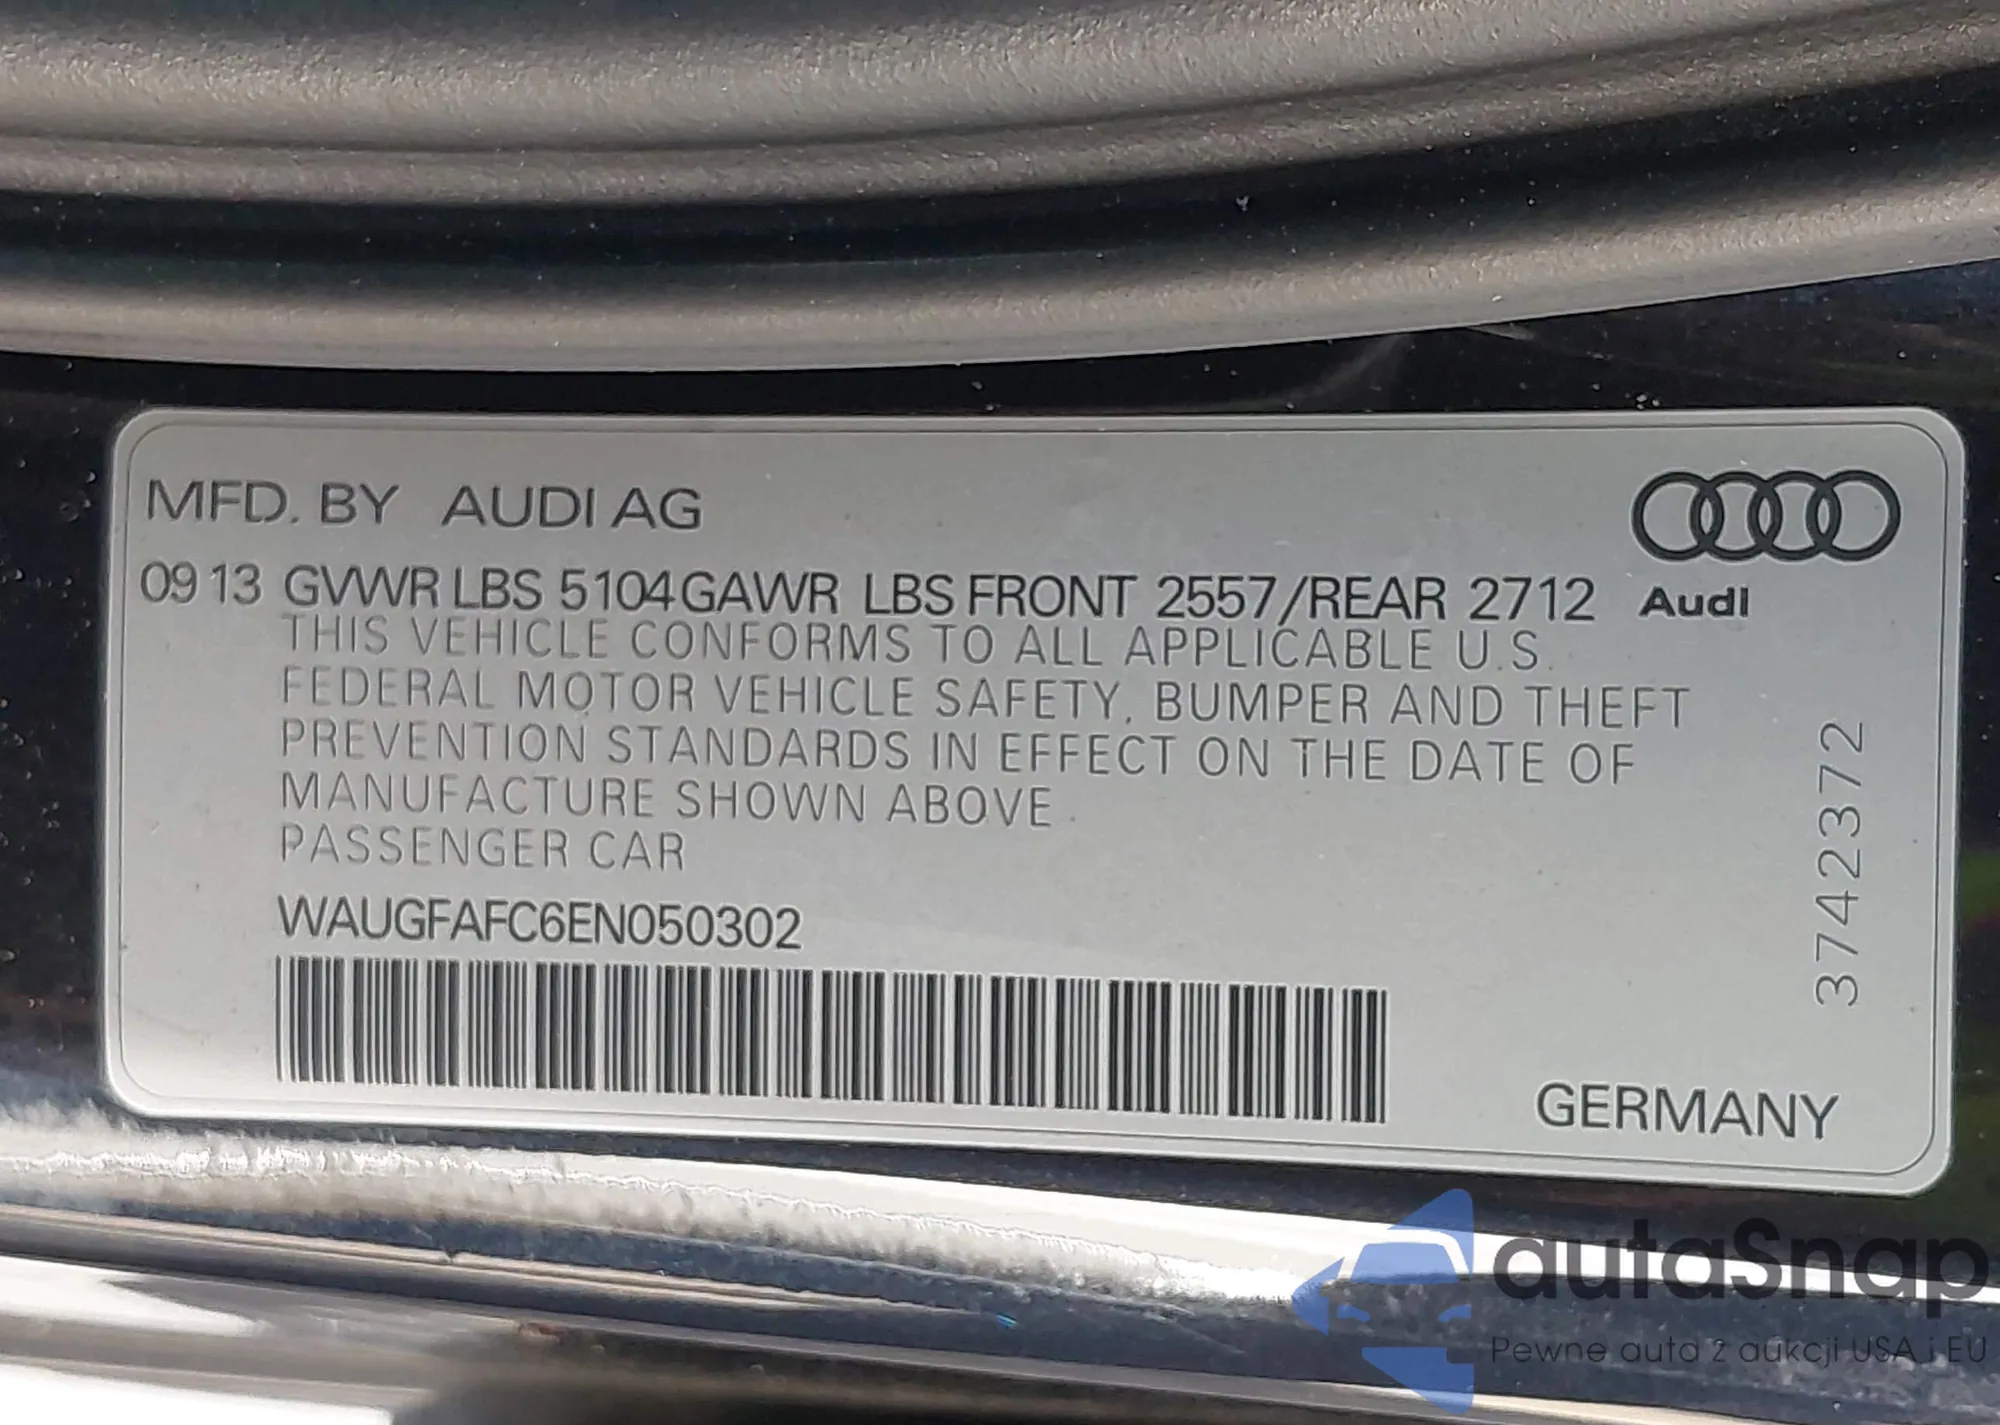 MFD. BY AUDI AG
09 13 GVWR LBS 5104 GAWR LBS FRONT 2557/REAR 2712
Audi
THIS VEHICLE CONFORMS TO ALL APPLICABLE U.S.
FEDERAL MOTOR VEHICLE SAFETY, BUMPER AND THEFT
PREVENTION STANDARDS IN EFFECT ON THE DATE OF
MANUFACTURE SHOWN ABOVE.
PASSENGER CAR
WAUGFAFC6EN050302
3742372
GERMANY
autaSnap
Pewne auta z aukcji USA i EU